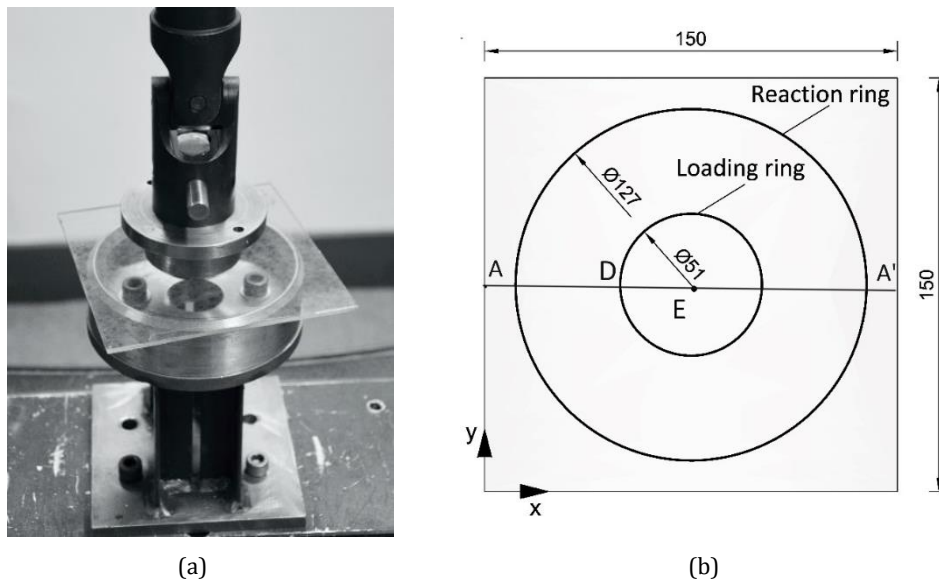 150
Reaction ring
Loading ring
Ø127
Ø51
A
D
A'
E
150
y
x
(a)
(b)